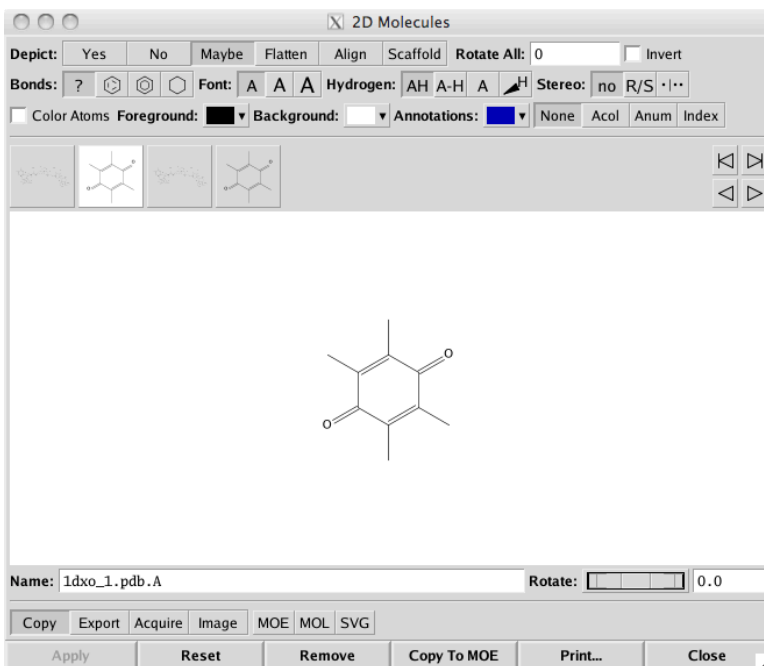 2D Molecules
Depict: Yes No Maybe Flatten Align Scaffold Rotate All: 0 Invert
Bonds: ? Font: A A A Hydrogen: AH A-H A H Stereo: no R/S
Color Atoms Foreground: Background: Annotations: None Acol Anum Index
O
O
Name: 1dxo_1.pdb.A Rotate: 0.0
Copy Export Acquire Image MOE MOL SVG
Apply Reset Remove Copy To MOE Print... Close